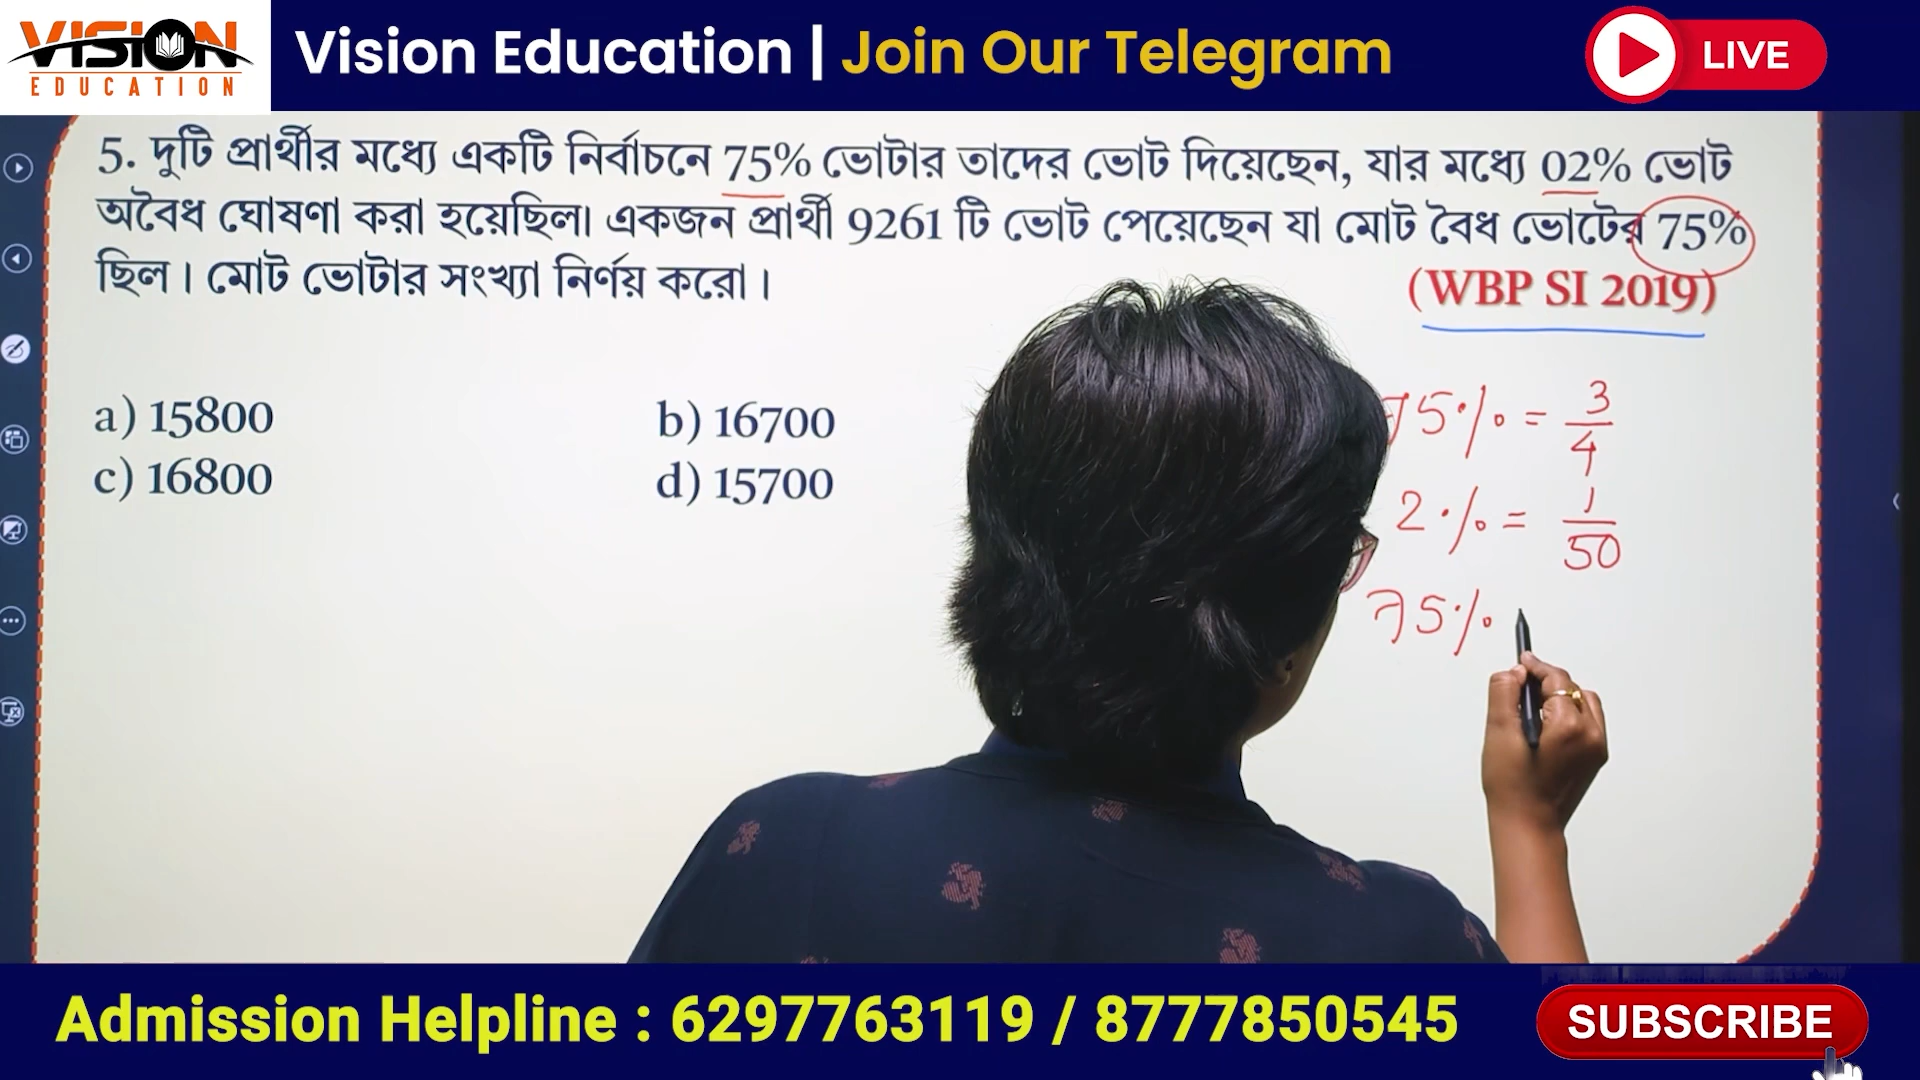 VISION
EDUCATION
Vision Education | Join Our Telegram
LIVE
5. দুটি প্রার্থীর মধ্যে একটি নির্বাচনে 75% ভোটার তাদের ভোট দিয়েছেন, যার মধ্যে 02% ভোট
অবৈধ ঘোষণা করা হয়েছিল। একজন প্রার্থী 9261 টি ভোট পেয়েছেন যা মোট বৈধ ভোটের 75%
ছিল। মোট ভোটার সংখ্যা নির্ণয় করো।
(WBP SI 2019)
a) 15800
b) 16700
c) 16800
d) 15700
75% = 3/4
2% = 1/50
75%
Admission Helpline : 6297763119 / 8777850545
SUBSCRIBE